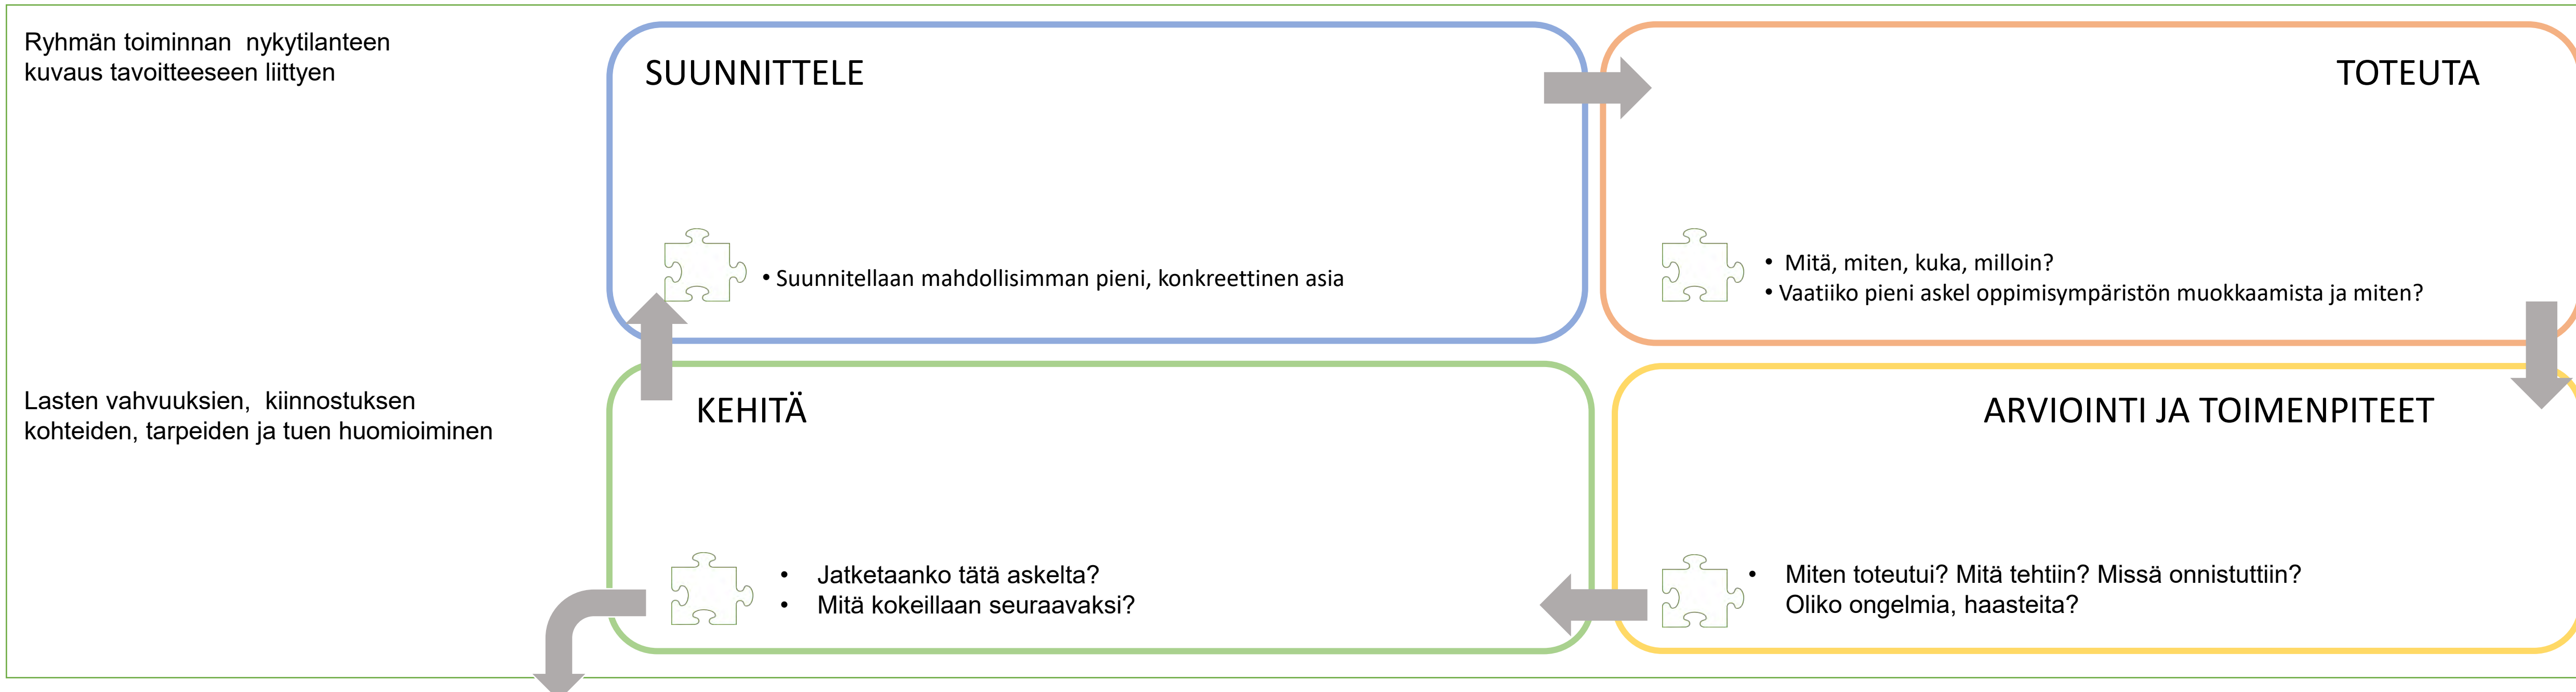 Ryhmän toiminnan  nykytilanteen
kuvaus tavoitteeseen liittyen
SUUNNITTELE
• Suunnitellaan mahdollisimman pieni, konkreettinen asia
TOTEUTA
• Mitä, miten, kuka, milloin?
• Vaatiiko pieni askel oppimisympäristön muokkaamista ja miten?
Lasten vahvuuksien,  kiinnostuksen
kohteiden, tarpeiden ja tuen huomioiminen
KEHITÄ
• Jatketaanko tätä askelta?
• Mitä kokeillaan seuraavaksi?
ARVIOINTI JA TOIMENPITEET
• Miten toteutui? Mitä tehtiin? Missä onnistuttiin?
Oliko ongelmia, haasteita?